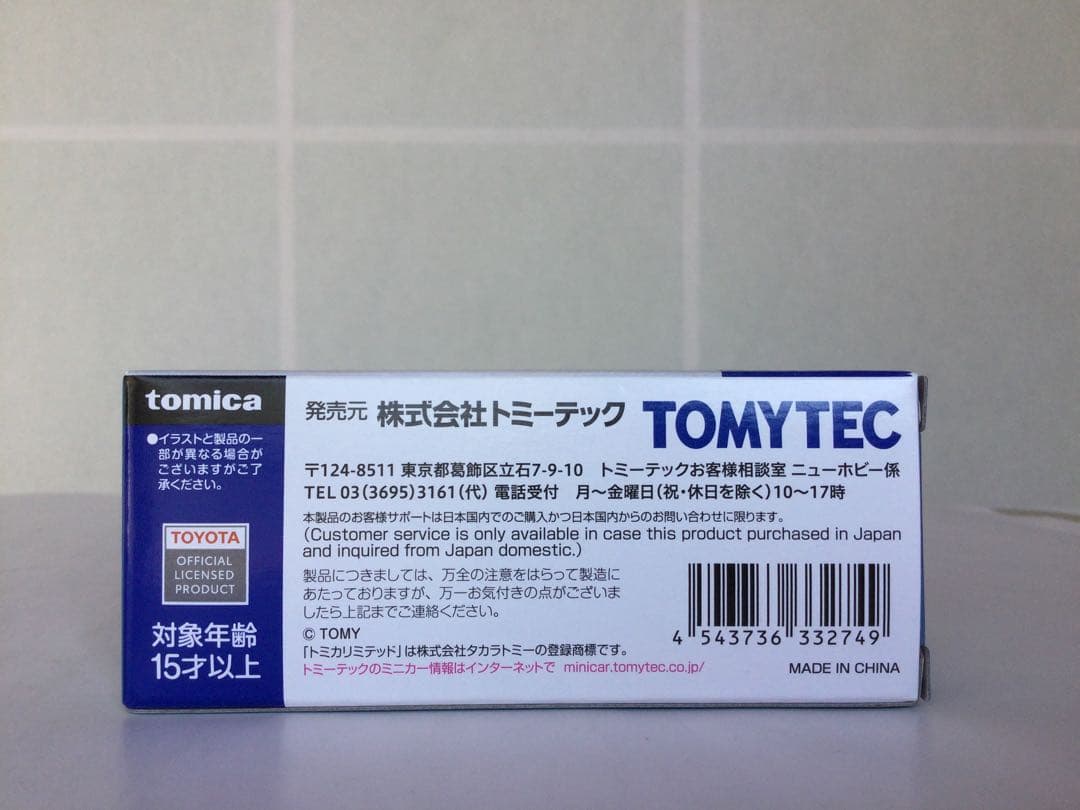 tomica
●イラストと製品の一
部が異なる場合が
ございますがご了
承ください。
TOYOTA
OFFICIAL
LICENSED
PRODUCT
対象年齢
15才以上
発売元 株式会社トミーテック TOMYTEC
〒124-8511 東京都葛飾区立石7-9-10 トミーテックお客様相談室 ニューホビー係
TEL 03(3695)3161(代) 電話受付 月〜金曜日(祝・休日を除く)10〜17時
本製品のお客様サポートは日本国内でのご購入かつ日本国内からのお問い合わせに限ります。
(Customer service is only available in case this product purchased in Japan
and inquired from Japan domestic.)
製品につきましては、万全の注意をはらって製造に
あたっておりますが、万一お気付きの点がございま
したら上記までご連絡ください。
© TOMY
「トミカリミテッド」は株式会社タカラトミーの登録商標です。
トミーテックのミニカー情報はインターネットで minicar.tomytec.co.jp/
4 543736 332749
MADE IN CHINA